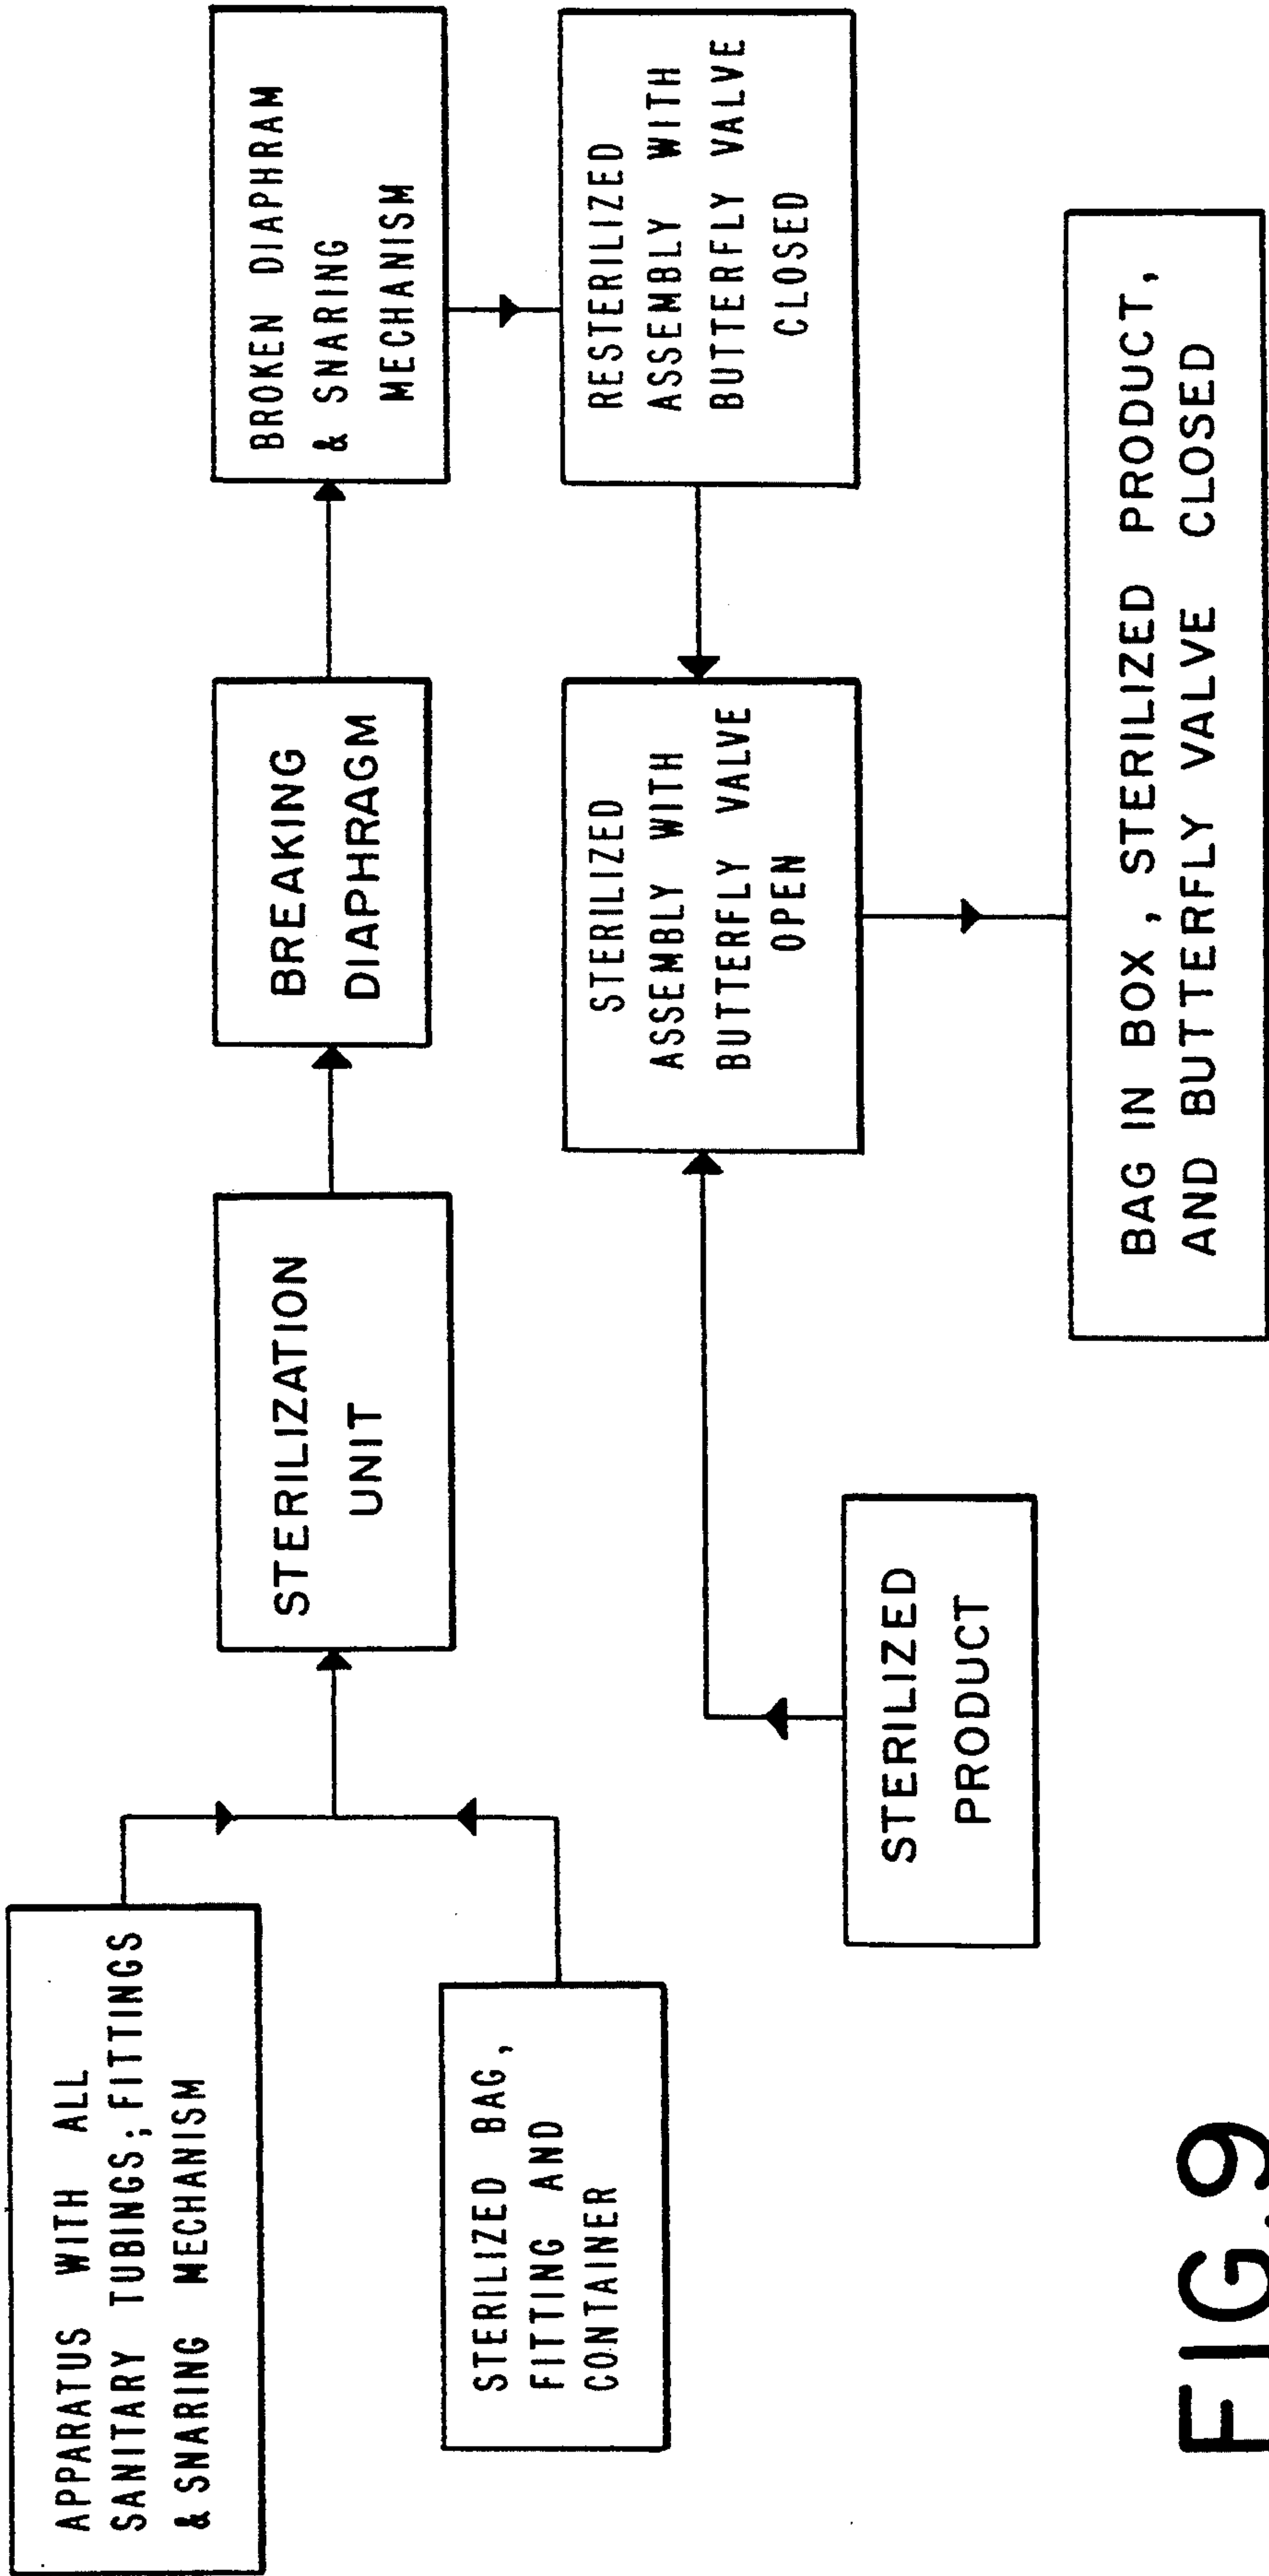 APPARATUS WITH ALL
SANITARY TUBINGS; FITTINGS
& SNARING MECHANISM
STERILIZED BAG,
FITTING AND
CONTAINER
STERILIZATION
UNIT
BREAKING
DIAPHRAGM
BROKEN DIAPHRAM
& SNARING
MECHANISM
RESTERILIZED
ASSEMBLY WITH
BUTTERFLY VALVE
CLOSED
STERILIZED
ASSEMBLY WITH
BUTTERFLY VALVE
OPEN
STERILIZED
PRODUCT
BAG IN BOX, STERILIZED PRODUCT,
AND BUTTERFLY VALVE CLOSED
FIG.9